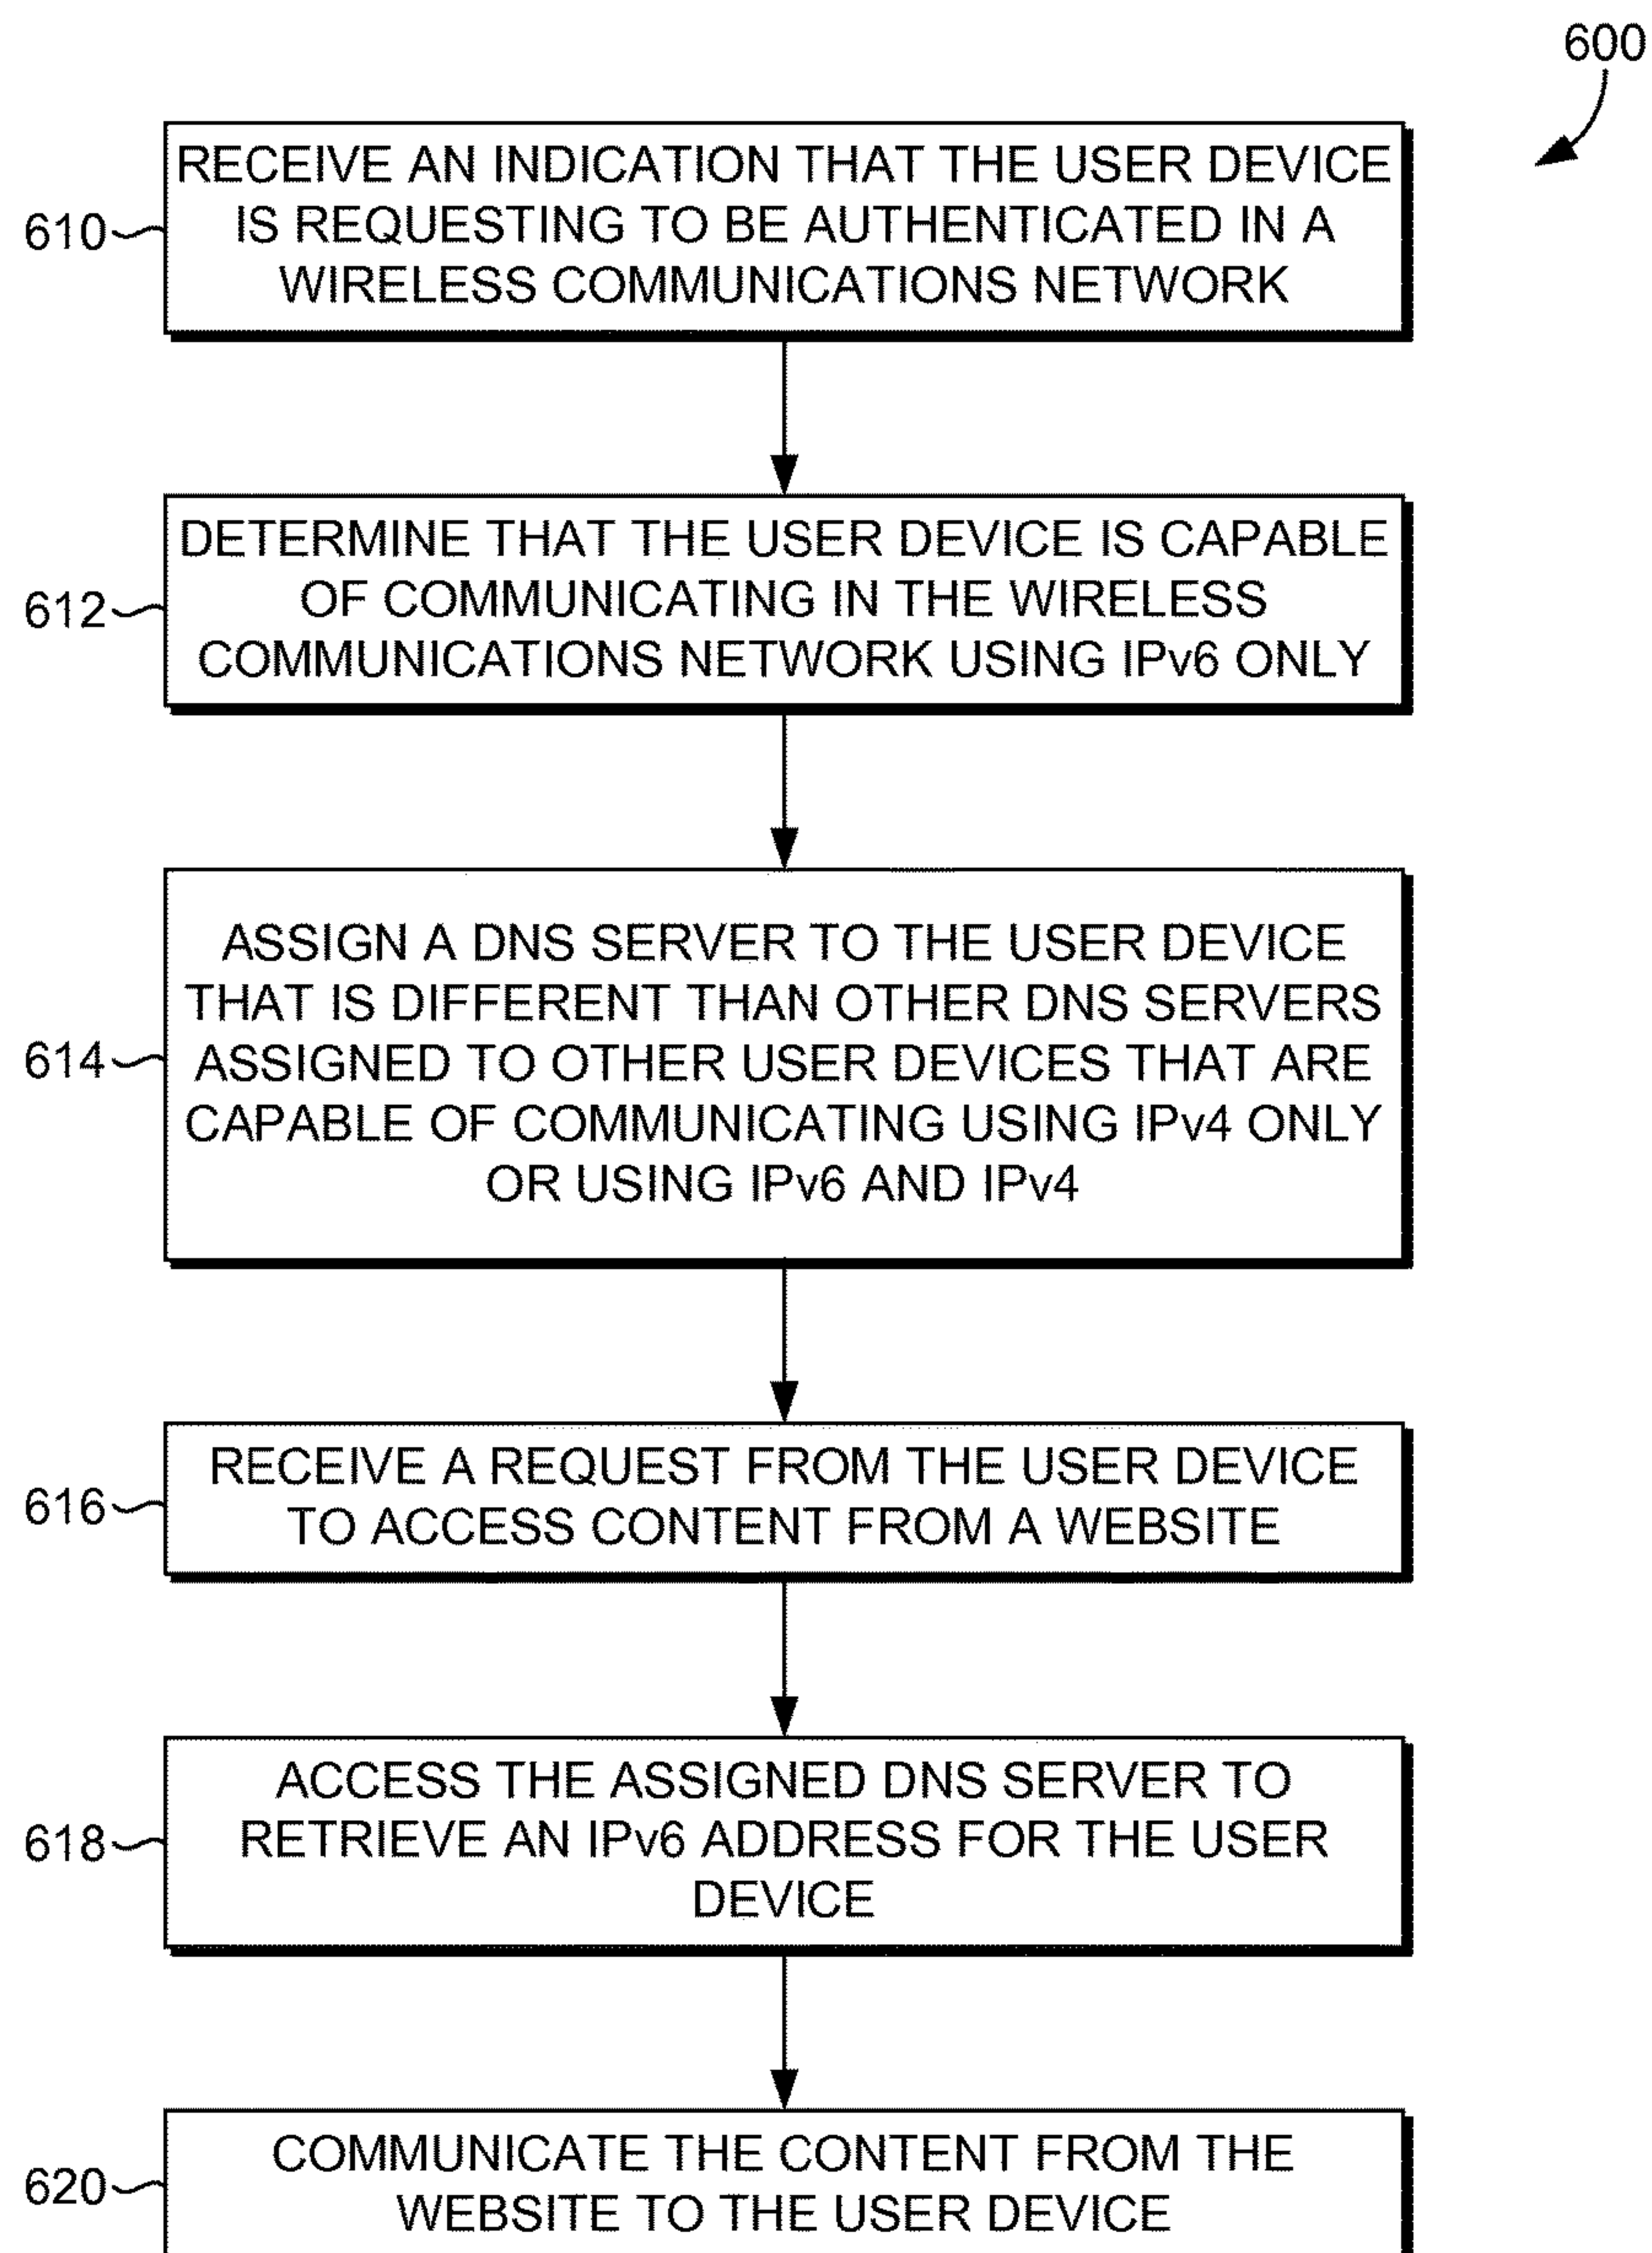 600
RECEIVE AN INDICATION THAT THE USER DEVICE
IS REQUESTING TO BE AUTHENTICATED IN A
WIRELESS COMMUNICATIONS NETWORK
610
DETERMINE THAT THE USER DEVICE IS CAPABLE
OF COMMUNICATING IN THE WIRELESS
COMMUNICATIONS NETWORK USING IPv6 ONLY
612
ASSIGN A DNS SERVER TO THE USER DEVICE
THAT IS DIFFERENT THAN OTHER DNS SERVERS
ASSIGNED TO OTHER USER DEVICES THAT ARE
CAPABLE OF COMMUNICATING USING IPv4 ONLY
OR USING IPv6 AND IPv4
614
RECEIVE A REQUEST FROM THE USER DEVICE
TO ACCESS CONTENT FROM A WEBSITE
616
ACCESS THE ASSIGNED DNS SERVER TO
RETRIEVE AN IPv6 ADDRESS FOR THE USER
DEVICE
618
COMMUNICATE THE CONTENT FROM THE
WEBSITE TO THE USER DEVICE
620